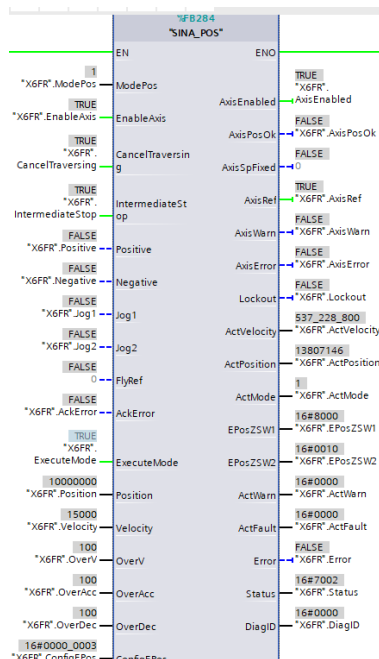 %FB284
"SINA_POS"
EN ENO
1
"X6FR".ModePos ModePos
TRUE
"X6FR".
AxisEnabled AxisEnabled
TRUE
"X6FR".EnableAxis EnableAxis
FALSE
AxisPosOk "X6FR".AxisPosOk
TRUE
"X6FR".
CancelTraversing CancelTraversin
g
FALSE
AxisSpFixed 0
TRUE
"X6FR".
IntermediateStop IntermediateSt
op
TRUE
AxisRef "X6FR".AxisRef
FALSE
AxisWarn "X6FR".AxisWarn
FALSE
"X6FR".Positive Positive
FALSE
AxisError "X6FR".AxisError
FALSE
"X6FR".Negative Negative
FALSE
Lockout "X6FR".Lockout
FALSE
"X6FR".Jog1 Jog1
537_228_800
ActVelocity "X6FR".ActVelocity
FALSE
"X6FR".Jog2 Jog2
13807146
ActPosition "X6FR".ActPosition
FALSE
0 FlyRef
1
ActMode "X6FR".ActMode
FALSE
"X6FR".AckError AckError
16#8000
EPosZSW1 "X6FR".EPosZSW1
TRUE
"X6FR".
ExecuteMode ExecuteMode
16#0010
EPosZSW2 "X6FR".EPosZSW2
10000000
"X6FR".Position Position
16#0000
ActWarn "X6FR".ActWarn
15000
"X6FR".Velocity Velocity
16#0000
ActFault "X6FR".ActFault
100
"X6FR".OverV OverV
FALSE
Error "X6FR".Error
100
"X6FR".OverAcc OverAcc
16#7002
Status "X6FR".Status
100
"X6FR".OverDec OverDec
16#0000
DiagID "X6FR".DiagID
16#0000_0003
"X6FR".ConfigEPos ConfigEPos